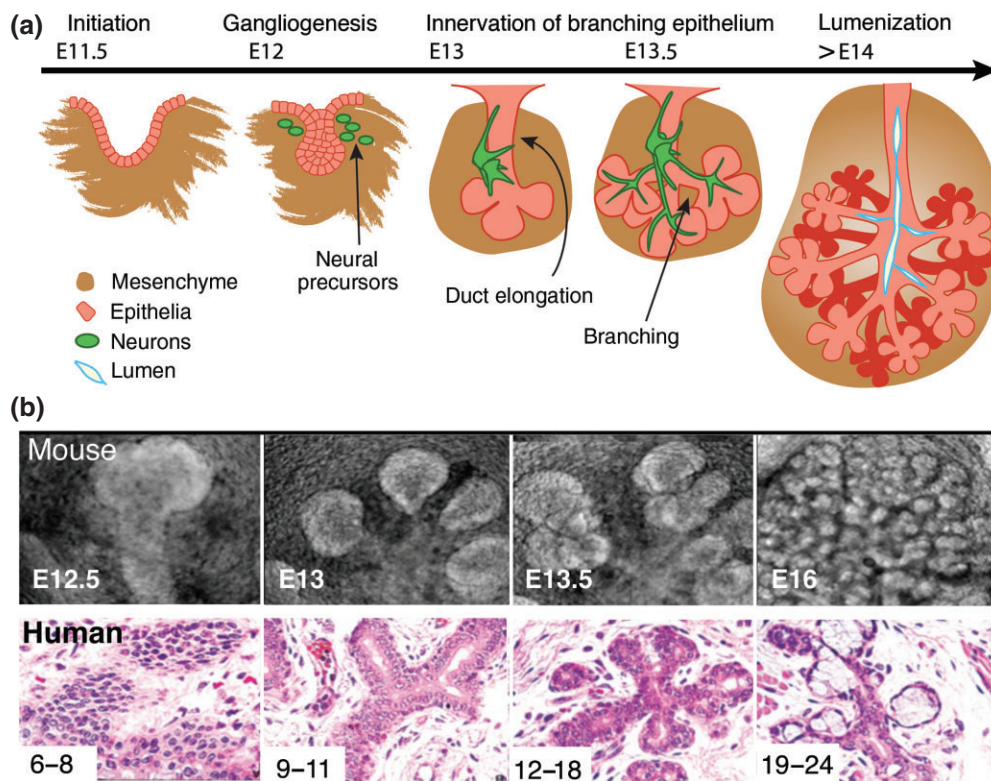 (a)
Initiation
E11.5
Gangliogenesis
E12
Innervation of branching epithelium
E13
E13.5
Lumenization
>E14
Neural
precursors
Duct elongation
Branching
Mesenchyme
Epithelia
Neurons
Lumen
(b)
Mouse
E12.5
E13
E13.5
E16
Human
6–8
9–11
12–18
19–24